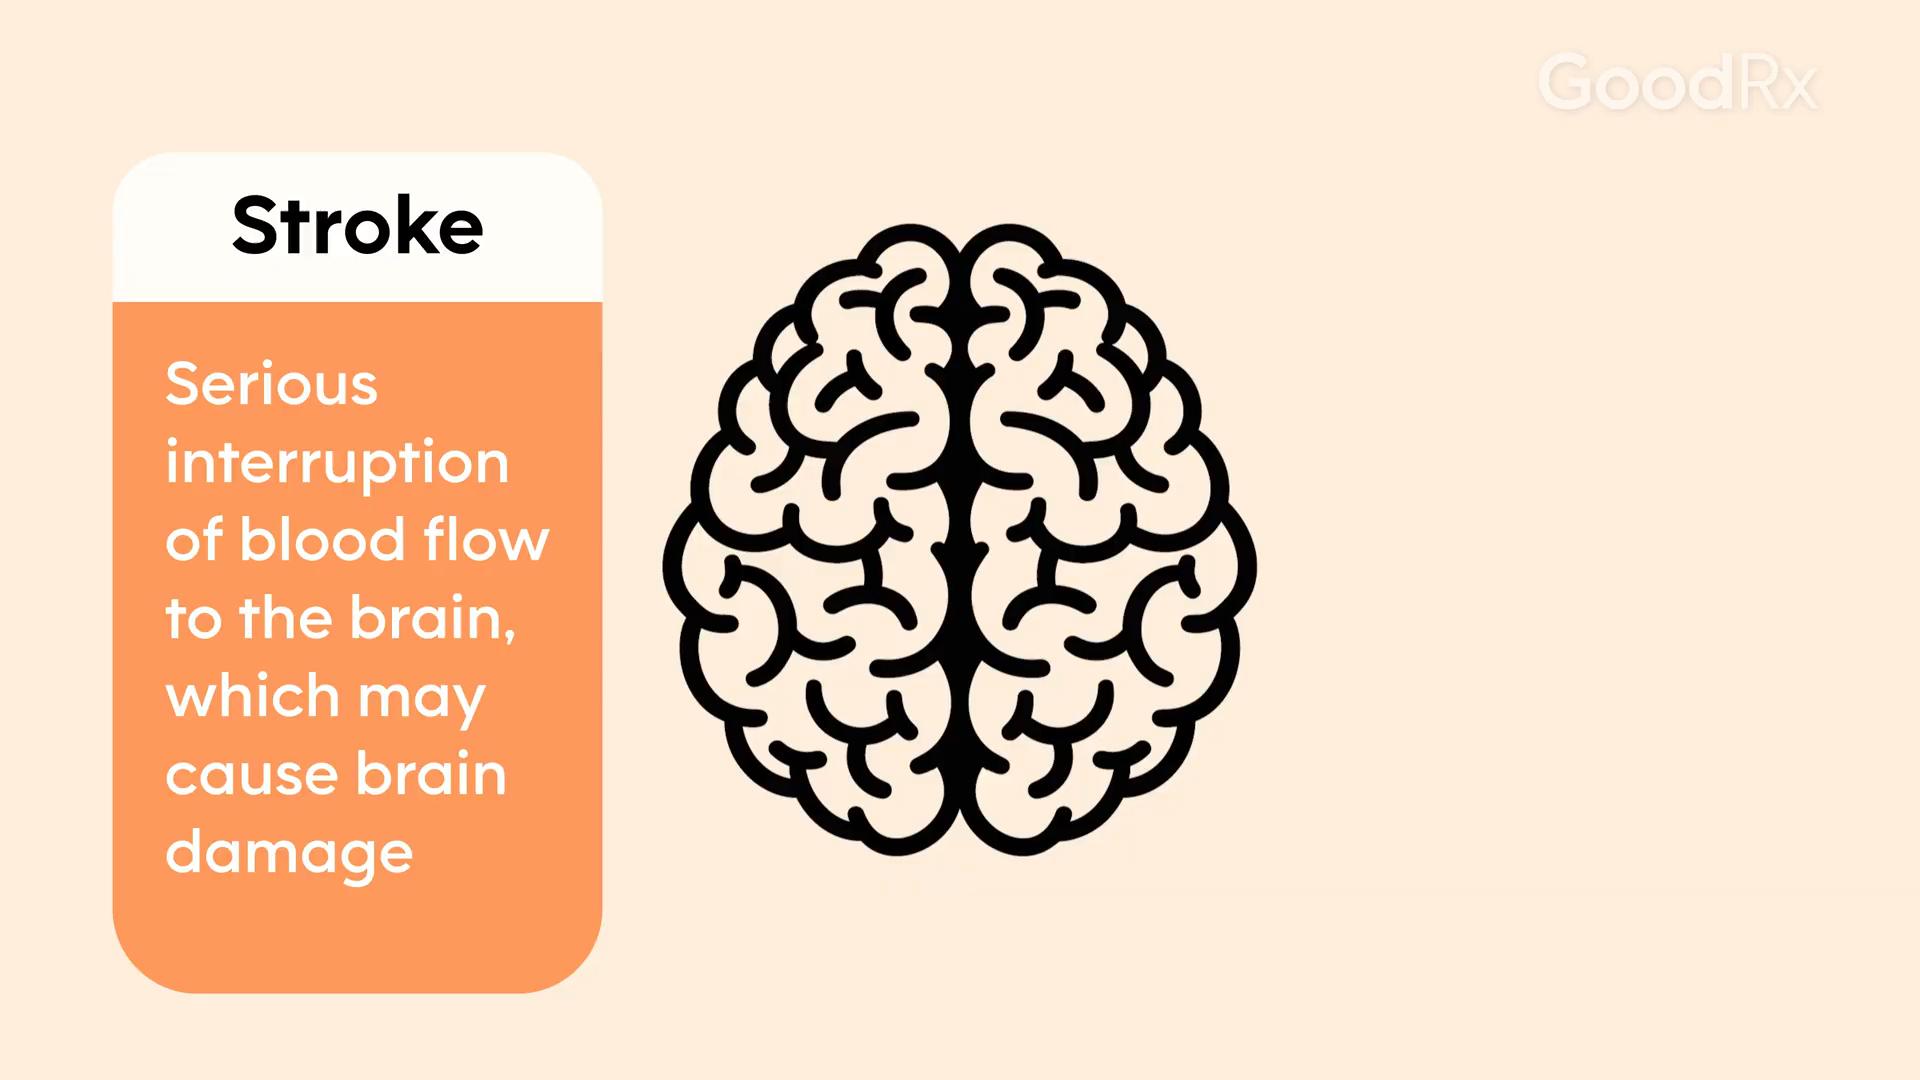 GoodRx
Stroke
Serious
interruption
of blood flow
to the brain,
which may
cause brain
damage